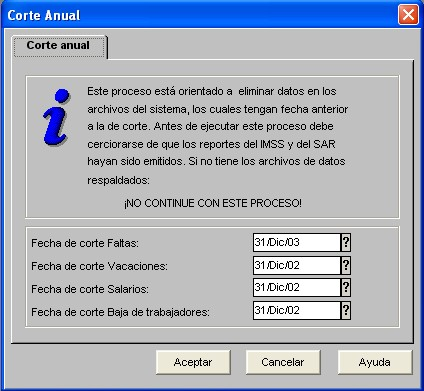 Corte Anual
Corte anual
Este proceso está orientado a eliminar datos en los
archivos del sistema, los cuales tengan fecha anterior
a la de corte. Antes de ejecutar este proceso debe
cerciorarse de que los reportes del IMSS y del SAR
hayan sido emitidos. Si no tiene los archivos de datos
respaldados:
¡NO CONTINUE CON ESTE PROCESO!
Fecha de corte Faltas: 31/Dic/03 ?
Fecha de corte Vacaciones: 31/Dic/02 ?
Fecha de corte Salarios: 31/Dic/02 ?
Fecha de corte Baja de trabajadores: 31/Dic/02 ?
Aceptar Cancelar Ayuda